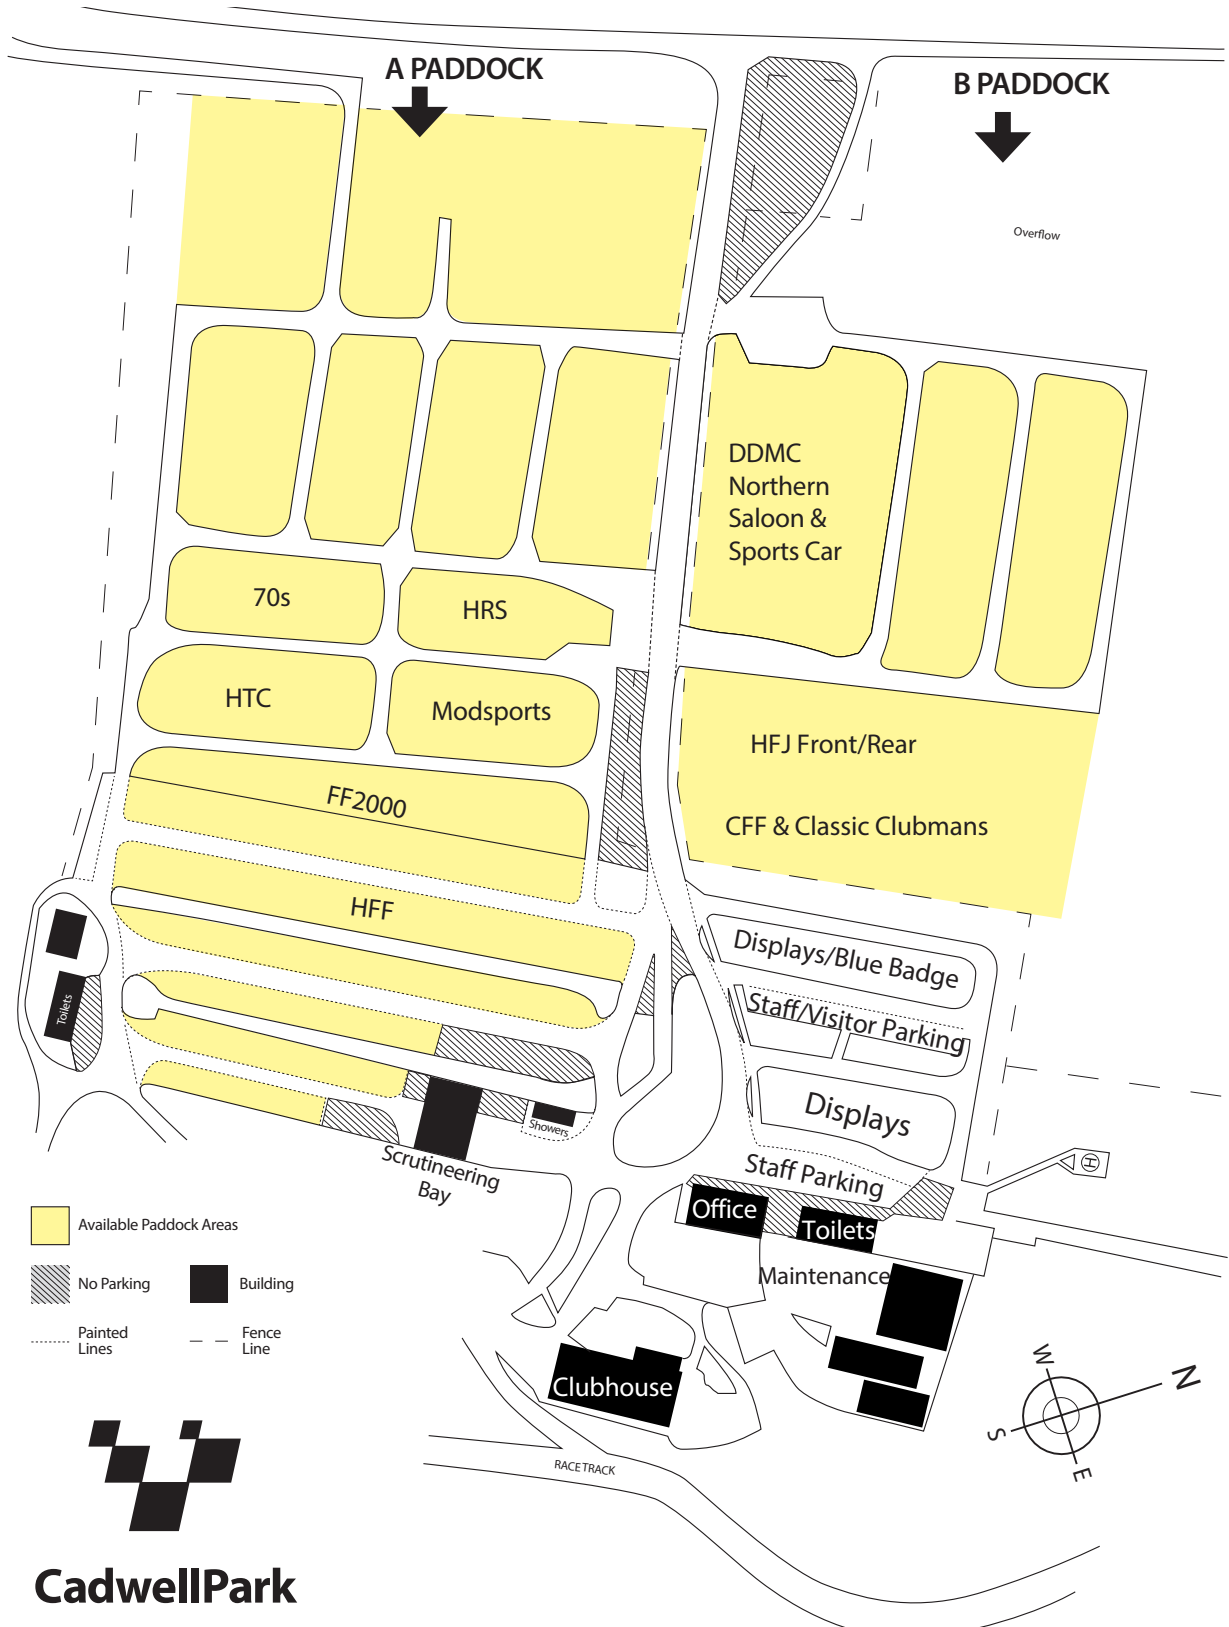 A PADDOCK
B PADDOCK
Overflow
DDMC
Northern
Saloon &
Sports Car
70s
HRS
HTC
Modsports
HFJ Front/Rear
FF2000
CFF & Classic Clubmans
HFF
Displays/Blue Badge
Toilets
Staff/Visitor Parking
Displays
Showers
Scrutineering
Bay
Staff Parking
H
Office
Toilets
Available Paddock Areas
Maintenance
No Parking
Building
Painted
Lines
Fence
Line
Clubhouse
W
N
S
E
RACETRACK
CadwellPark